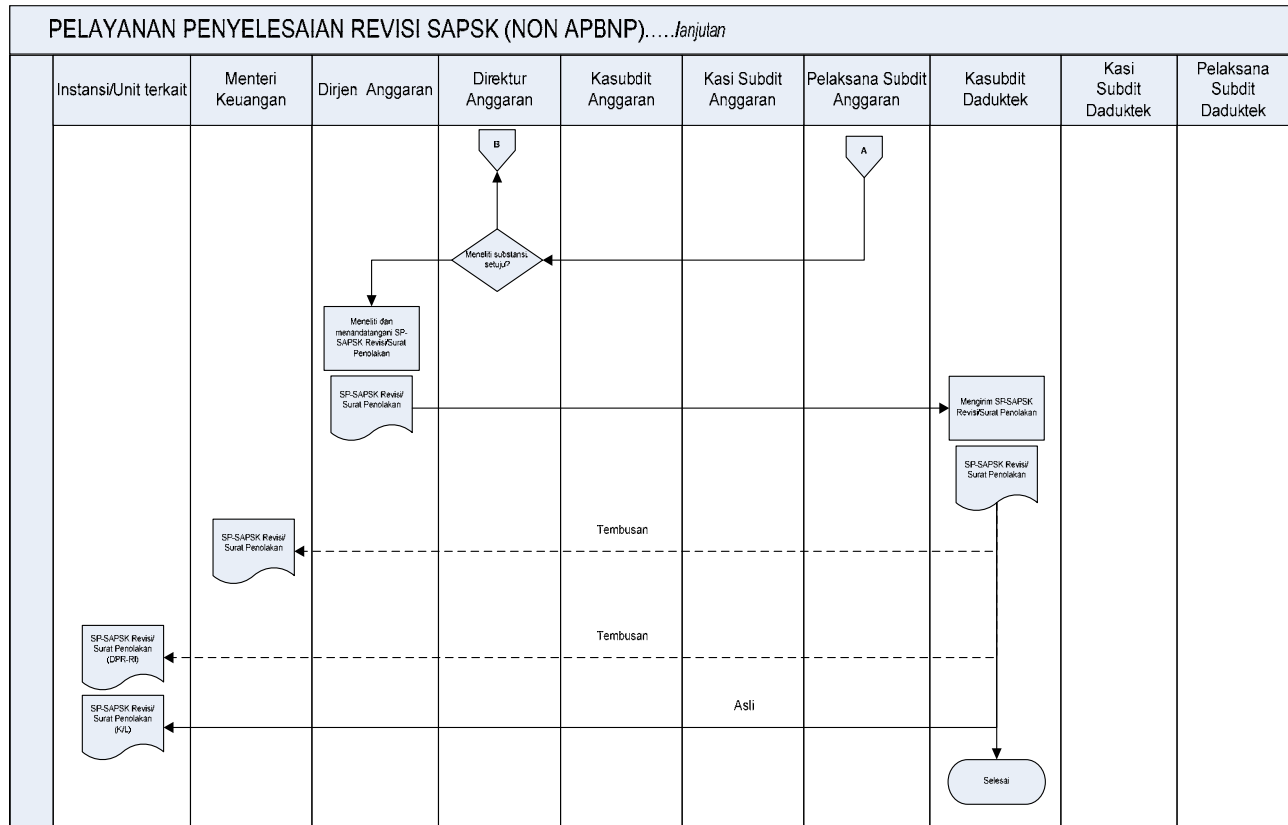 PELAYANAN PENYELESAIAN REVISI SAPSK (NON APBNP).....lanjutan
Instansi/Unit terkait
Menteri
Keuangan
Dirjen Anggaran
Direktur
Anggaran
Kasubdit
Anggaran
Kasi Subdit
Anggaran
Pelaksana Subdit
Anggaran
Kasubdit
Daduktek
Kasi
Subdit
Daduktek
Pelaksana
Subdit
Daduktek
B
A
Meneliti substansi,
setuju?
Meneliti dan
menandatangani SP-
SAPSK Revisi/Surat
Penolakan
SP-SAPSK Revisi/
Surat Penolakan
Mengirim SP-SAPSK
Revisi/Surat Penolakan
SP-SAPSK Revisi/
Surat Penolakan
Tembusan
SP-SAPSK Revisi/
Surat Penolakan
Tembusan
SP-SAPSK Revisi/
Surat Penolakan
(DPR-RI)
Asli
SP-SAPSK Revisi/
Surat Penolakan
(K/L)
Selesai